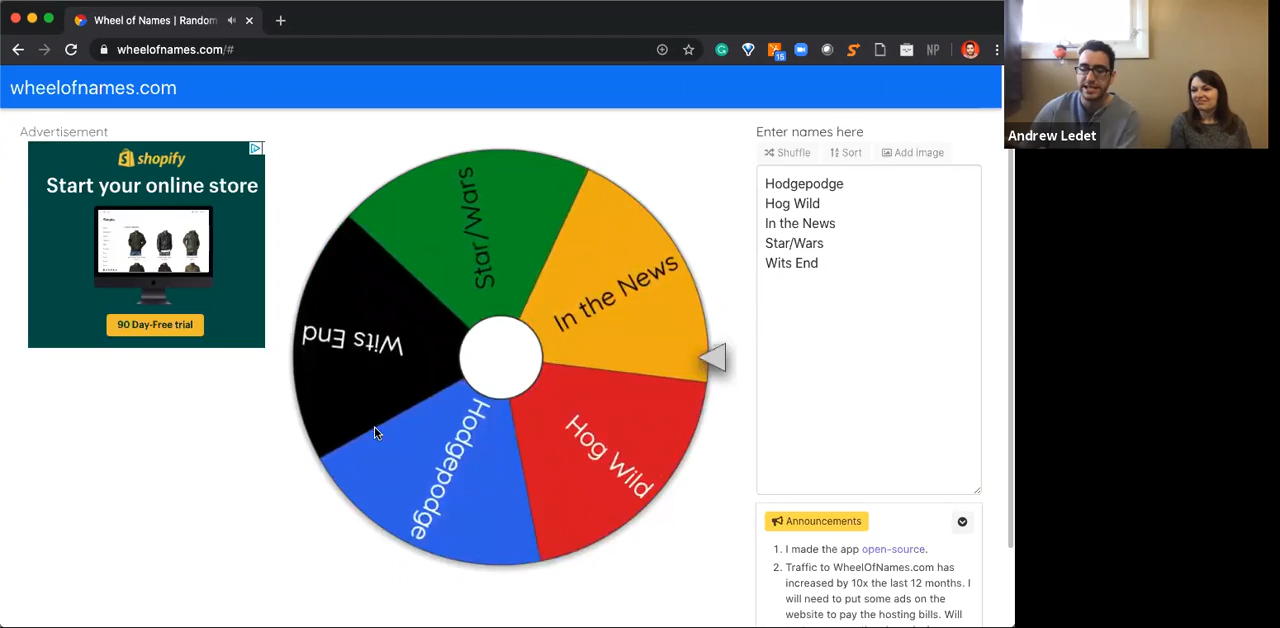 Wheel of Names | Random
wheelofnames.com/#
15
NP
wheelofnames.com
Andrew Ledet
Advertisement
shopify
Start your online store
90 Day-Free trial
Star/Wars
In the News
Wits End
Hodgepodge
Hog Wild
Enter names here
Shuffle
Sort
Add image
Hodgepodge
Hog Wild
In the News
Star/Wars
Wits End
Announcements
1. I made the app open-source.
2. Traffic to WheelOfNames.com has
increased by 10x the last 12 months. I
will need to put some ads on the
website to pay the hosting bills. Will